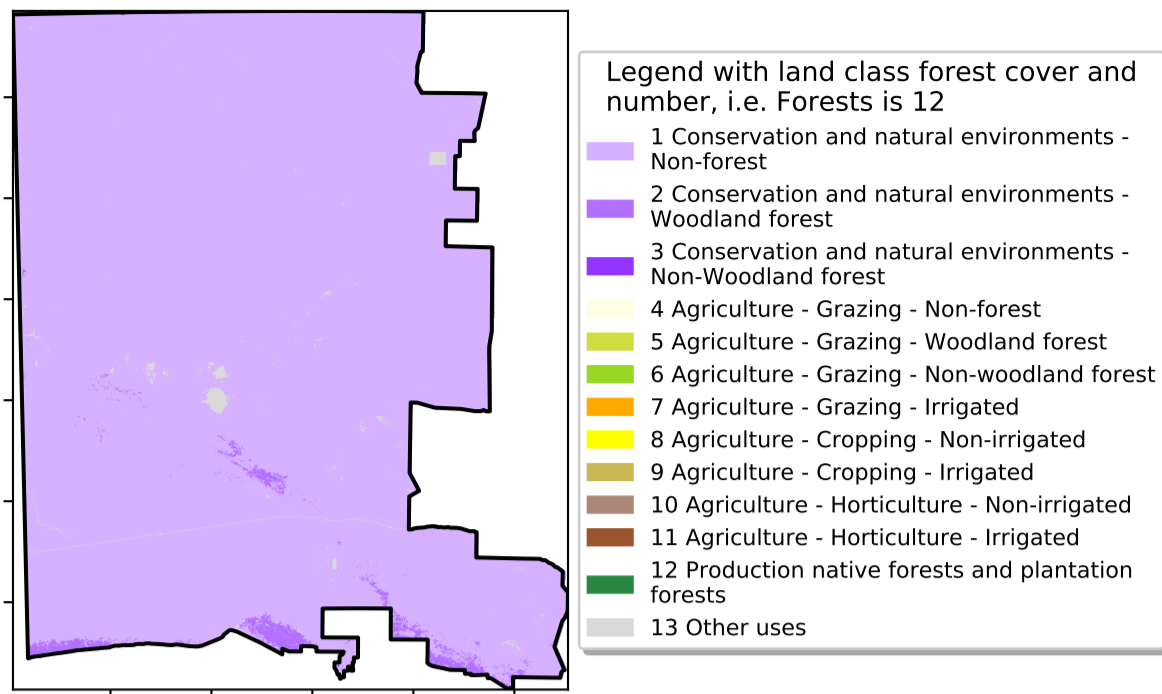 Legend with land class forest cover and
number, i.e. Forests is 12
1 Conservation and natural environments -
Non-forest
2 Conservation and natural environments -
Woodland forest
3 Conservation and natural environments -
Non-Woodland forest
4 Agriculture - Grazing - Non-forest
5 Agriculture - Grazing - Woodland forest
6 Agriculture - Grazing - Non-woodland forest
7 Agriculture - Grazing - Irrigated
8 Agriculture - Cropping - Non-irrigated
9 Agriculture - Cropping - Irrigated
10 Agriculture - Horticulture - Non-irrigated
11 Agriculture - Horticulture - Irrigated
12 Production native forests and plantation
forests
13 Other uses